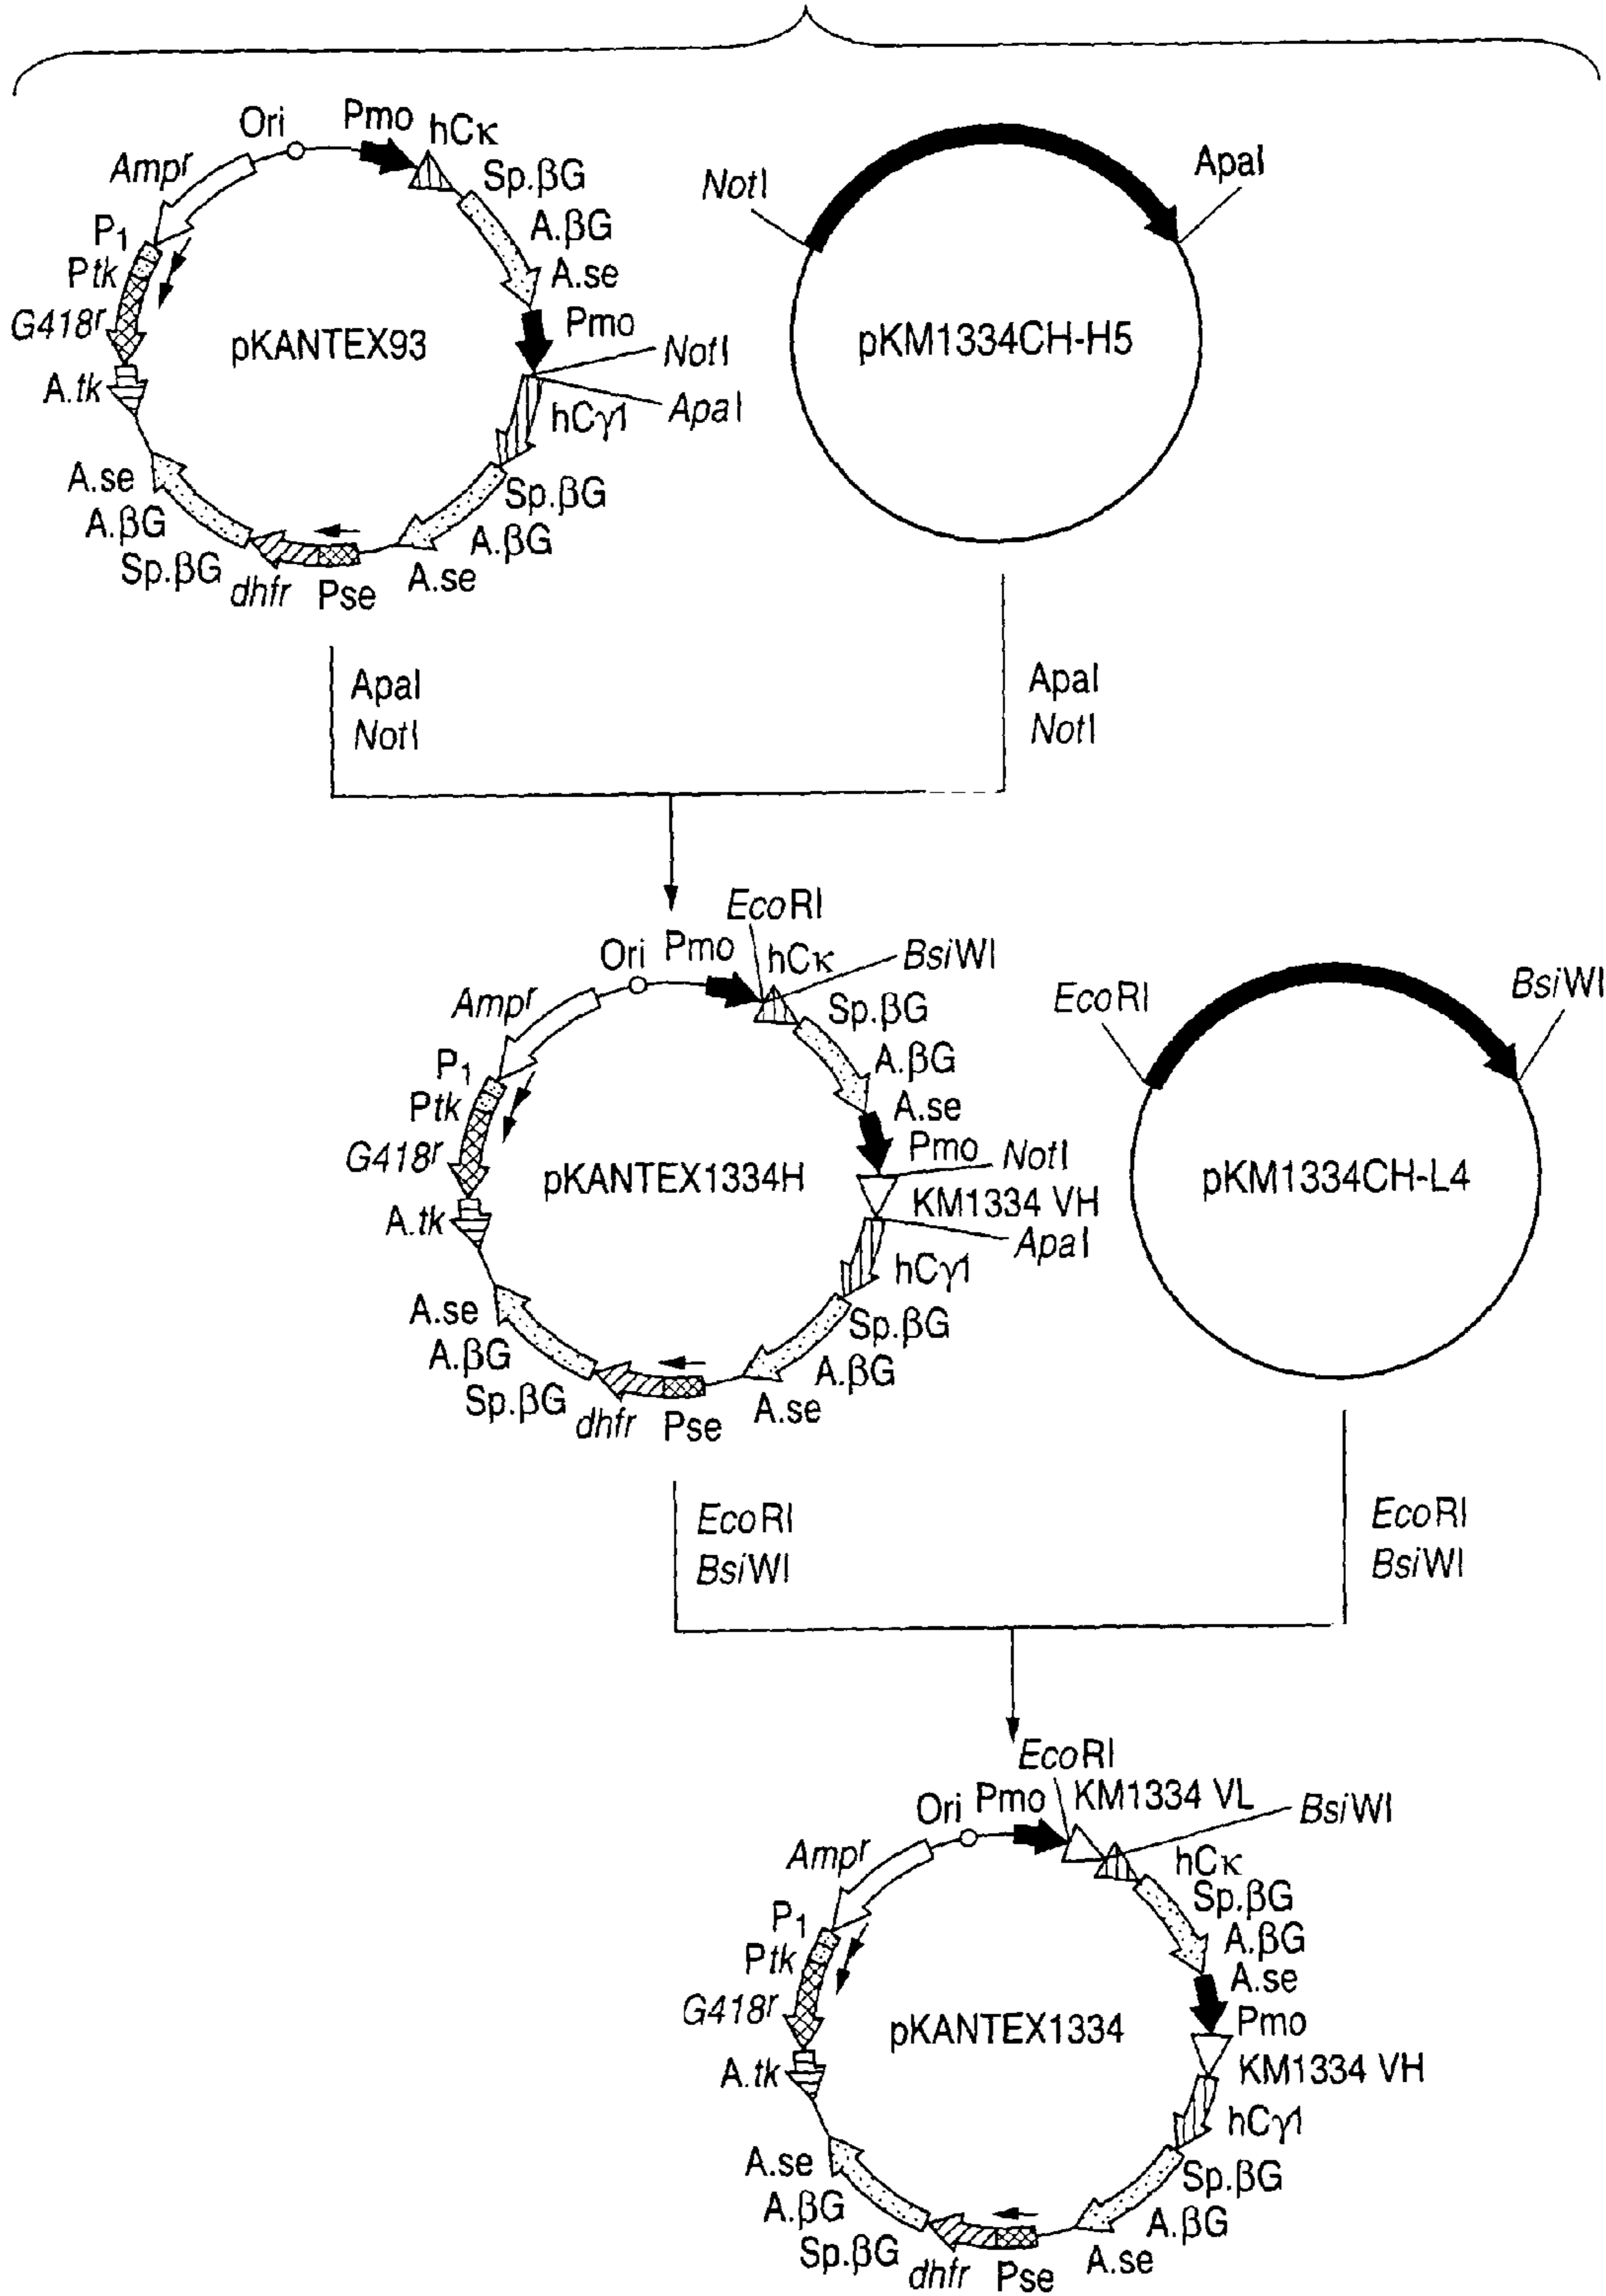 Ori
Pmo
hCκ
Ampr
Sp.βG
P1
A.βG
Ptk
A.se
G418r
pKANTEX93
Pmo
NotI
A.tk
hCγ1
ApaI
A.se
Sp.βG
A.βG
A.βG
Sp.βG
dhfr
Pse
A.se
NotI
ApaI
pKM1334CH-H5
ApaI
NotI
ApaI
NotI
EcoRI
Ori
Pmo
hCκ
BsiWI
Ampr
Sp.βG
P1
A.βG
Ptk
A.se
G418r
Pmo
NotI
pKANTEX1334H
KM1334 VH
A.tk
ApaI
hCγ1
A.se
Sp.βG
A.βG
A.βG
Sp.βG
dhfr
Pse
A.se
EcoRI
BsiWI
pKM1334CH-L4
EcoRI
BsiWI
EcoRI
BsiWI
EcoRI
Ori
Pmo
KM1334 VL
BsiWI
Ampr
hCκ
Sp.βG
P1
A.βG
Ptk
A.se
G418r
pKANTEX1334
Pmo
KM1334 VH
A.tk
hCγ1
A.se
Sp.βG
A.βG
A.βG
Sp.βG
dhfr
Pse
A.se